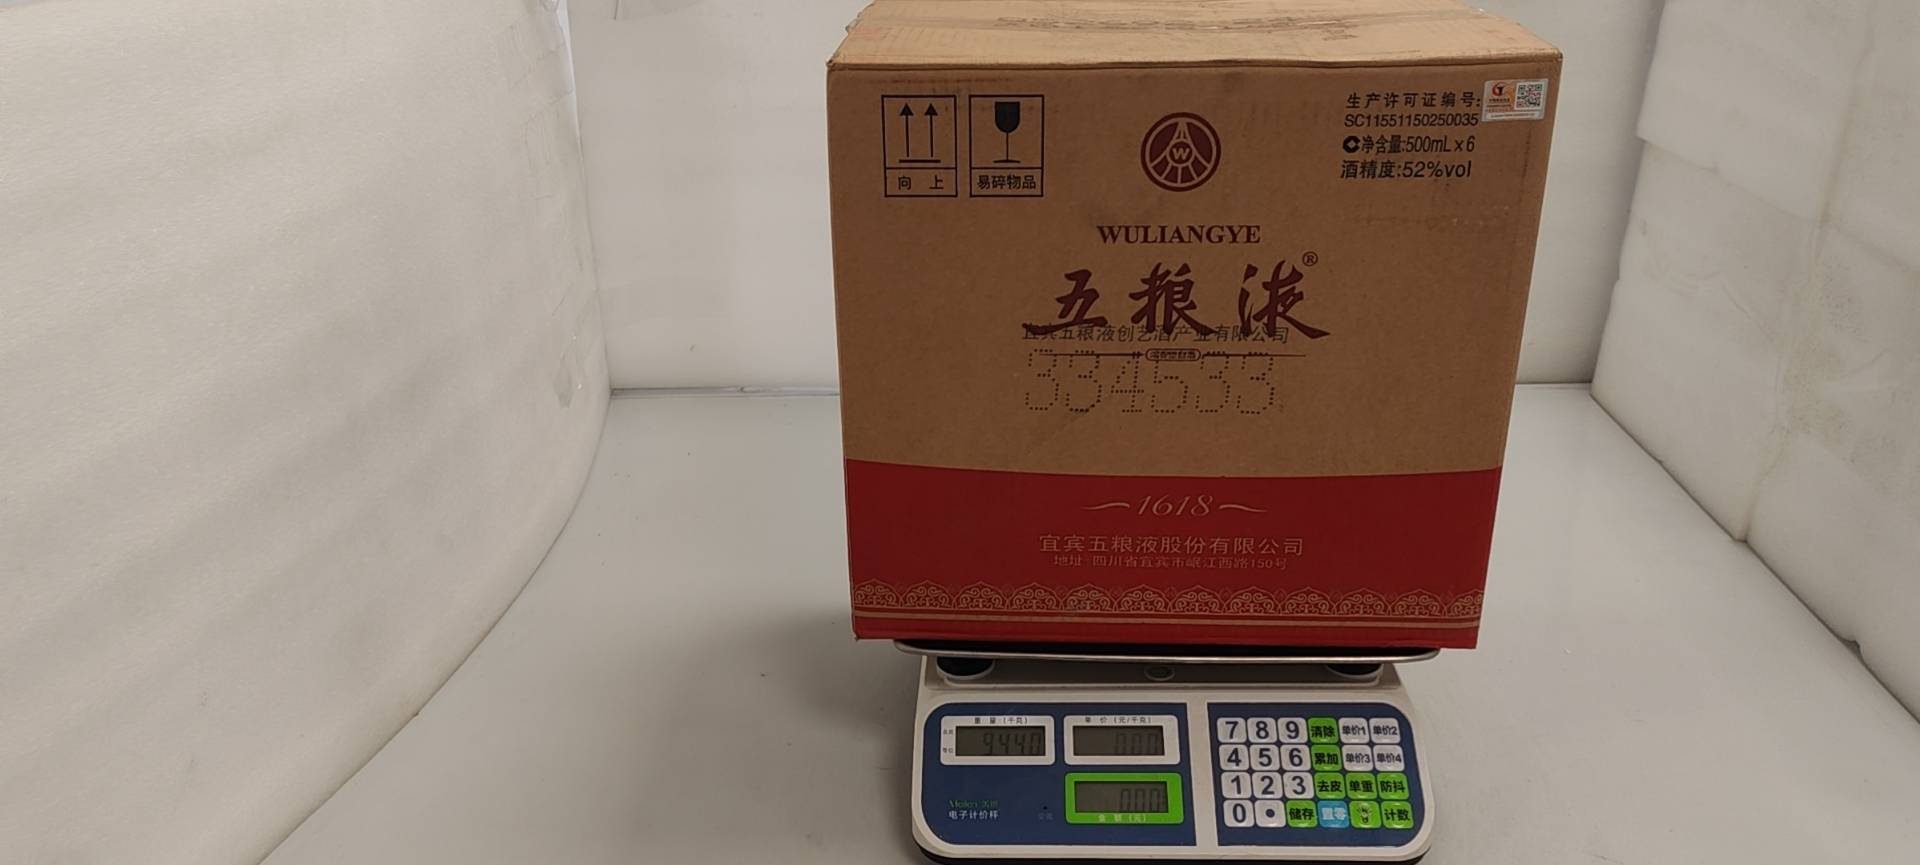 生产许可证编号:
SC11551150250035
净含量:500mL×6
酒精度:52%vol
向 上
易碎物品
W
WULIANGYE
五粮液®
宜宾五粮液创艺酒产业有限公司
334533
1618
宜宾五粮液股份有限公司
地址:四川省宜宾市岷江西路150号
重 量 (千克)
单 价 (元/千克)
9.440
0.00
0.00
金 额 (元)
电子计价秤
7 8 9 清除 单价1 单价2
4 5 6 累加 单价3 单价4
1 2 3 去皮 单重 防抖
0 • 储存 置零 计数